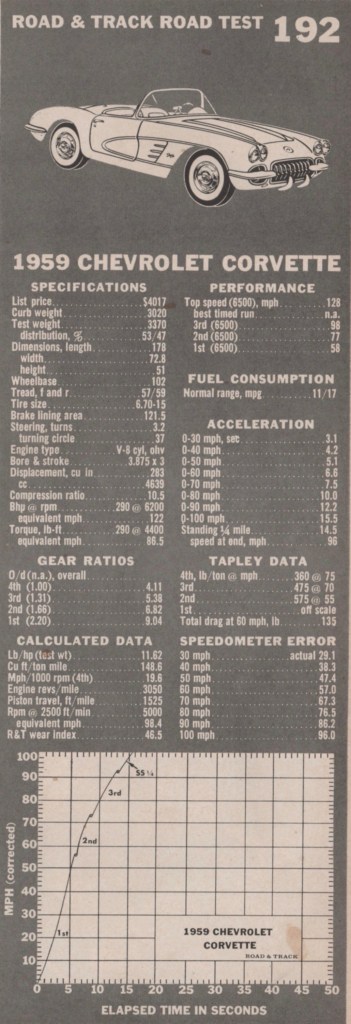 ROAD & TRACK ROAD TEST 192
1959 CHEVROLET CORVETTE
SPECIFICATIONS
List price $4017
Curb weight 3020
Test weight 3370
distribution, % 53/47
Dimensions, length 178
width 72.8
height 51
Wheelbase 102
Tread, f and r 57/59
Tire size 6.70-15
Brake lining area 121.5
Steering, turns 3.2
turning circle 37
Engine type V-8 cyl, ohv
Bore & stroke 3.875 x 3
Displacement, cu in 283
cc 4639
Compression ratio 10.5
Bhp @ rpm 290 @ 6200
equivalent mph 122
Torque, lb-ft 290 @ 4400
equivalent mph 86.5
GEAR RATIOS
O/d (n.a.), overall
4th (1.00) 4.11
3rd (1.31) 5.38
2nd (1.66) 6.82
1st (2.20) 9.04
CALCULATED DATA
Lb/hp (test wt) 11.62
Cu ft/ton mile 148.6
Mph/1000 rpm (4th) 19.6
Engine revs/mile 3050
Piston travel, ft/mile 1525
Rpm @ 2500 ft/min 5000
equivalent mph 98.4
R&T wear index 46.5
PERFORMANCE
Top speed (6500), mph 128
best timed run n.a.
3rd (6500) 98
2nd (6500) 77
1st (6500) 58
FUEL CONSUMPTION
Normal range, mpg 11/17
ACCELERATION
0-30 mph, sec 3.1
0-40 mph 4.2
0-50 mph 5.1
0-60 mph 6.6
0-70 mph 7.5
0-80 mph 10.0
0-90 mph 12.2
0-100 mph 15.5
Standing ¼ mile 14.5
speed at end, mph 96
TAPLEY DATA
4th, lb/ton @ mph 360 @ 75
3rd 475 @ 70
2nd 575 @ 55
1st off scale
Total drag at 60 mph, lb 135
SPEEDOMETER ERROR
30 mph actual 29.1
40 mph 38.3
50 mph 47.4
60 mph 57.0
70 mph 67.3
80 mph 76.5
90 mph 86.2
100 mph 96.0
MPH (corrected)
100
90
80
70
60
50
40
30
20
10
0
SS ¼
3rd
2nd
1st
1959 CHEVROLET
CORVETTE
ROAD & TRACK
0 5 10 15 20 25 30 35 40 45 50
ELAPSED TIME IN SECONDS